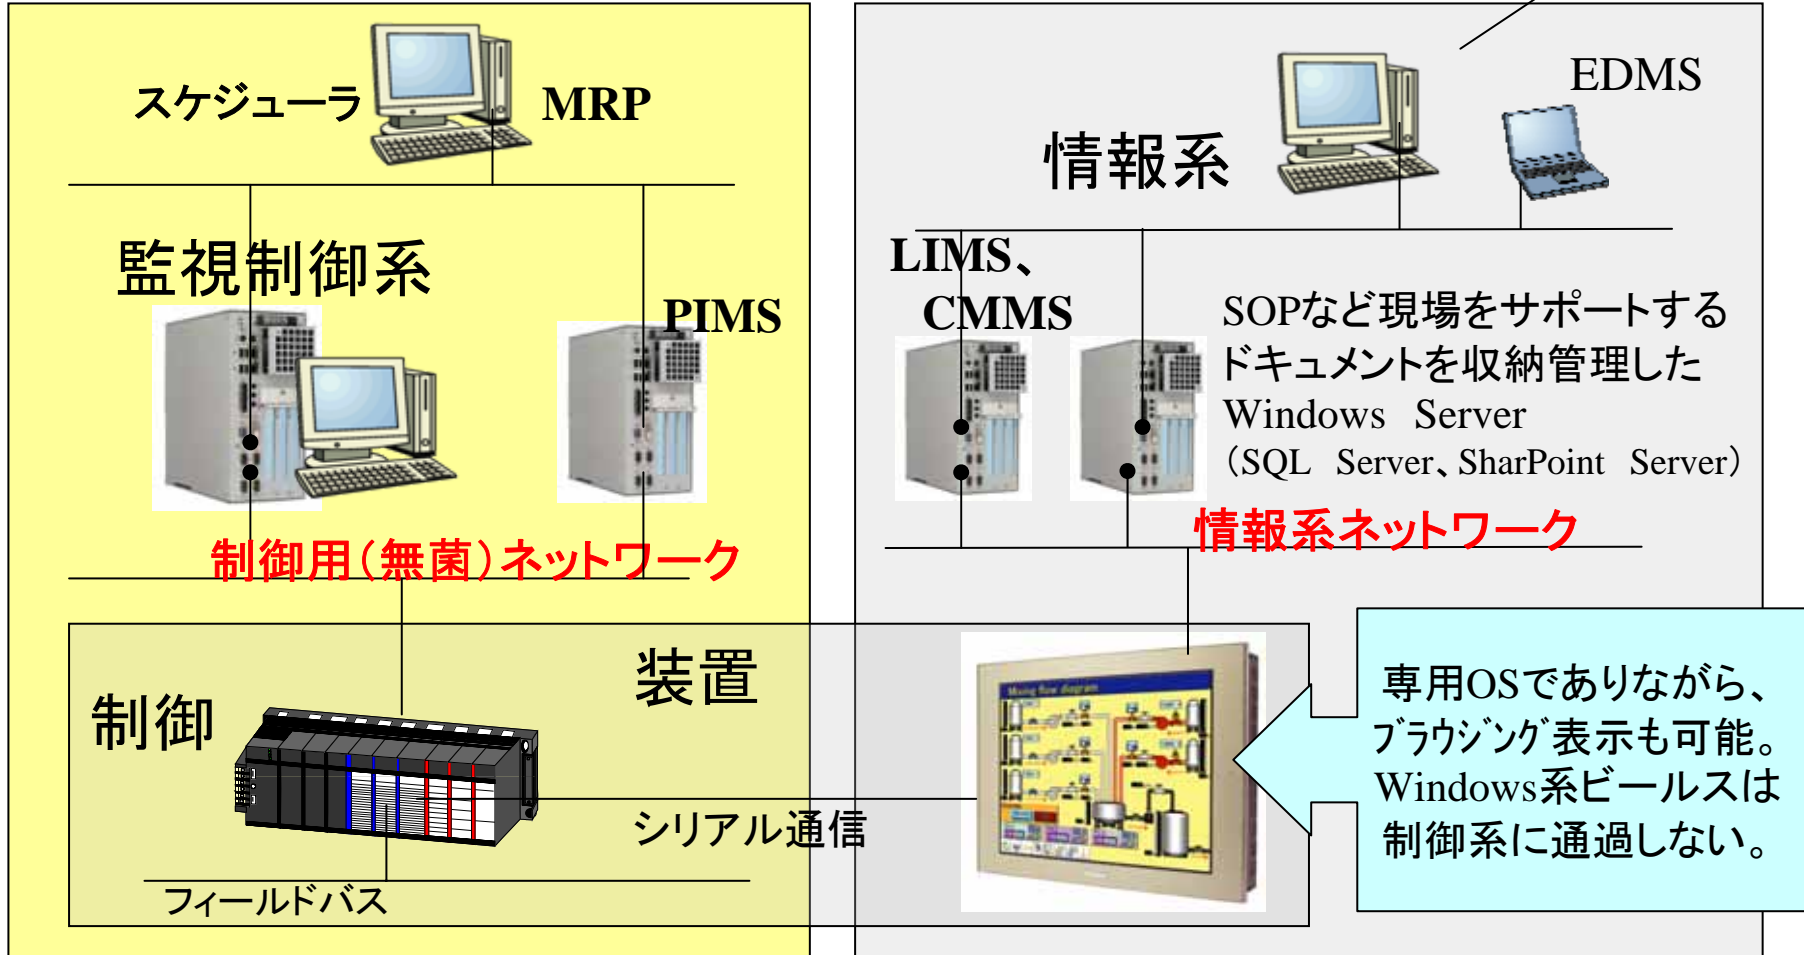 スケジューラ
MRP
監視制御系
PIMS
制御用(無菌)ネットワーク
EDMS
情報系
LIMS、
CMMS
SOPなど現場をサポートする
ドキュメントを収納管理した
Windows Server
(SQL Server、SharPoint Server)
情報系ネットワーク
装置
制御
シリアル通信
フィールドバス
Mixing flow diagram
専用OSでありながら、
ブラウジング表示も可能。
Windows系ビールスは
制御系に通過しない。